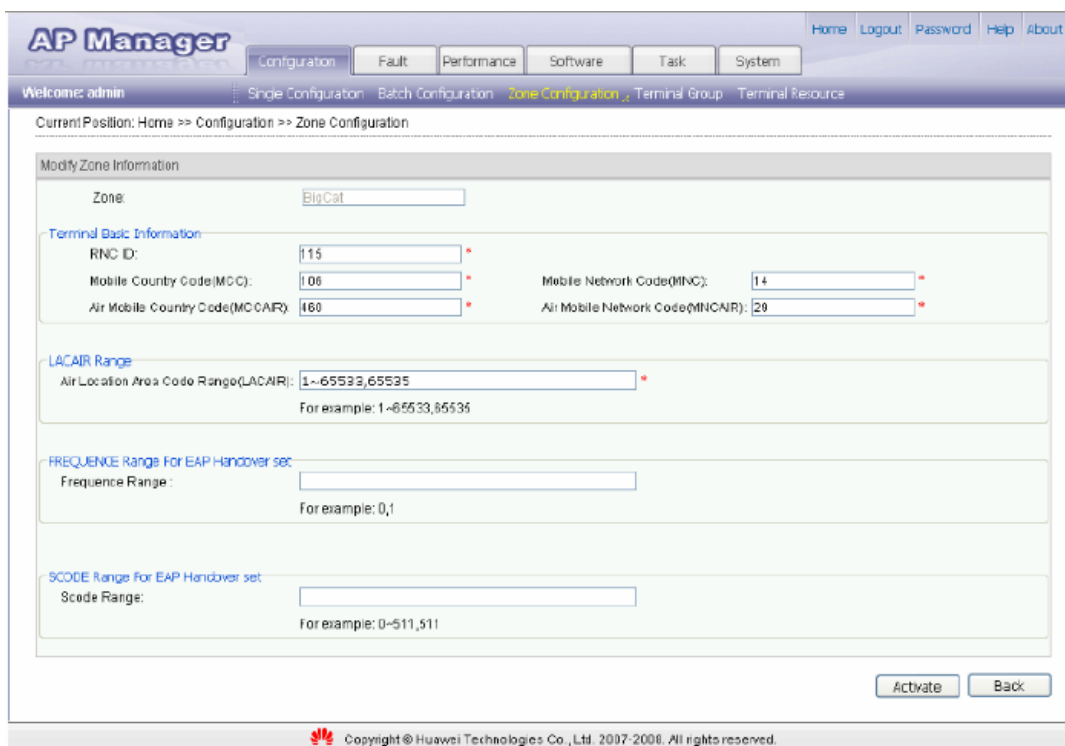 Home Logout Password Help About
AP Manager
Configuration Fault Performance Software Task System
Welcome: admin Single Configuration Batch Configuration Zone Configuration Terminal Group Terminal Resource
Current Position: Home >> Configuration >> Zone Configuration
Modify Zone Information
Zone: BigCat
Terminal Basic Information
RNC ID: 115 *
Mobile Country Code(MCC): 106 * Mobile Network Code(MNC): 14 *
Air Mobile Country Code(MCCAIR): 460 * Air Mobile Network Code(MNCAIR): 29 *
LACAIR Range
Air Location Area Code Range(LACAIR): 1~65533,65535 *
For example: 1~65533,65535
FREQUENCE Range For EAP Handover set
Frequence Range :
For example: 0,1
SCODE Range For EAP Handover set
Scode Range:
For example: 0~511,511
Activate Back
Copyright © Huawei Technologies Co., Ltd. 2007-2008. All rights reserved.